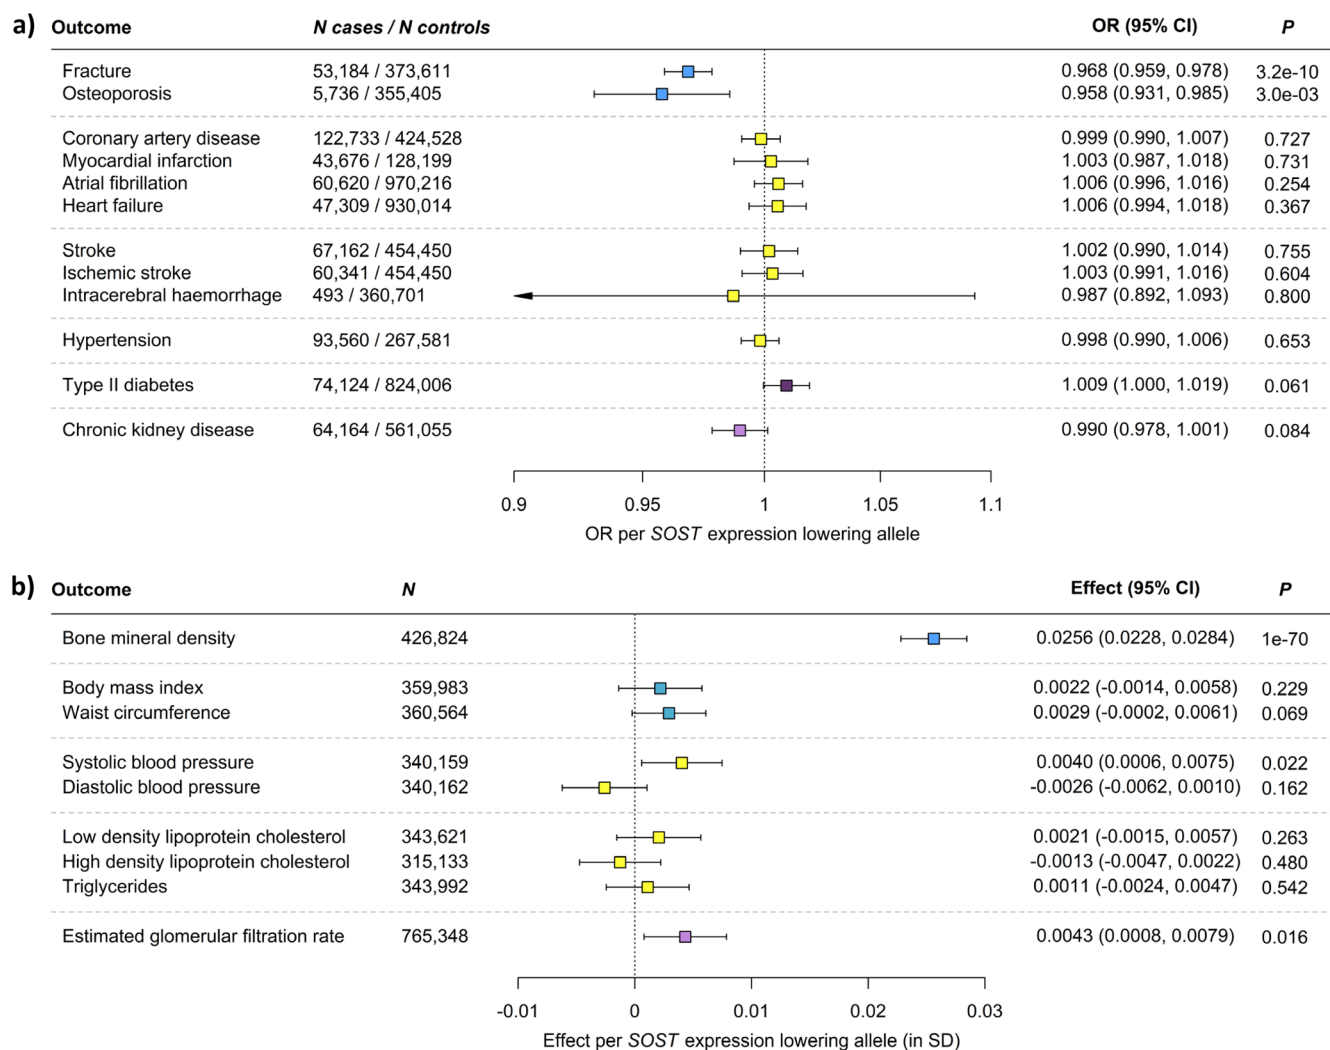 a) Outcome N cases / N controls OR (95% CI) P
Fracture 53,184 / 373,611 0.968 (0.959, 0.978) 3.2e-10
Osteoporosis 5,736 / 355,405 0.958 (0.931, 0.985) 3.0e-03
Coronary artery disease 122,733 / 424,528 0.999 (0.990, 1.007) 0.727
Myocardial infarction 43,676 / 128,199 1.003 (0.987, 1.018) 0.731
Atrial fibrillation 60,620 / 970,216 1.006 (0.996, 1.016) 0.254
Heart failure 47,309 / 930,014 1.006 (0.994, 1.018) 0.367
Stroke 67,162 / 454,450 1.002 (0.990, 1.014) 0.755
Ischemic stroke 60,341 / 454,450 1.003 (0.991, 1.016) 0.604
Intracerebral haemorrhage 493 / 360,701 0.987 (0.892, 1.093) 0.800
Hypertension 93,560 / 267,581 0.998 (0.990, 1.006) 0.653
Type II diabetes 74,124 / 824,006 1.009 (1.000, 1.019) 0.061
Chronic kidney disease 64,164 / 561,055 0.990 (0.978, 1.001) 0.084
0.9 0.95 1 1.05 1.1
OR per SOST expression lowering allele
b) Outcome N Effect (95% CI) P
Bone mineral density 426,824 0.0256 (0.0228, 0.0284) 1e-70
Body mass index 359,983 0.0022 (-0.0014, 0.0058) 0.229
Waist circumference 360,564 0.0029 (-0.0002, 0.0061) 0.069
Systolic blood pressure 340,159 0.0040 (0.0006, 0.0075) 0.022
Diastolic blood pressure 340,162 -0.0026 (-0.0062, 0.0010) 0.162
Low density lipoprotein cholesterol 343,621 0.0021 (-0.0015, 0.0057) 0.263
High density lipoprotein cholesterol 315,133 -0.0013 (-0.0047, 0.0022) 0.480
Triglycerides 343,992 0.0011 (-0.0024, 0.0047) 0.542
Estimated glomerular filtration rate 765,348 0.0043 (0.0008, 0.0079) 0.016
-0.01 0 0.01 0.02 0.03
Effect per SOST expression lowering allele (in SD)